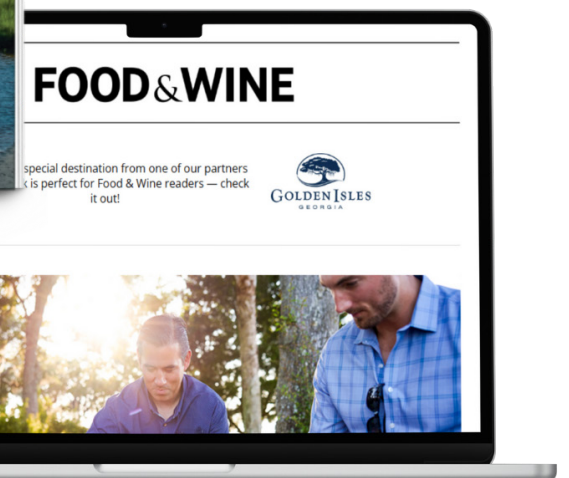 FOOD&WINE
special destination from one of our partners
is perfect for Food & Wine readers — check
it out!
GOLDEN ISLES
GEORGIA